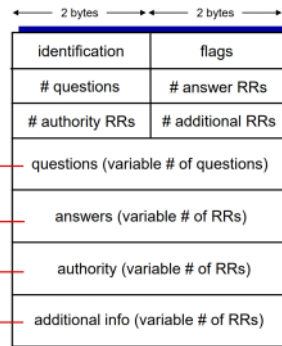 2 bytes 2 bytes
identification flags
# questions # answer RRs
# authority RRs # additional RRs
questions (variable # of questions)
answers (variable # of RRs)
authority (variable # of RRs)
additional info (variable # of RRs)